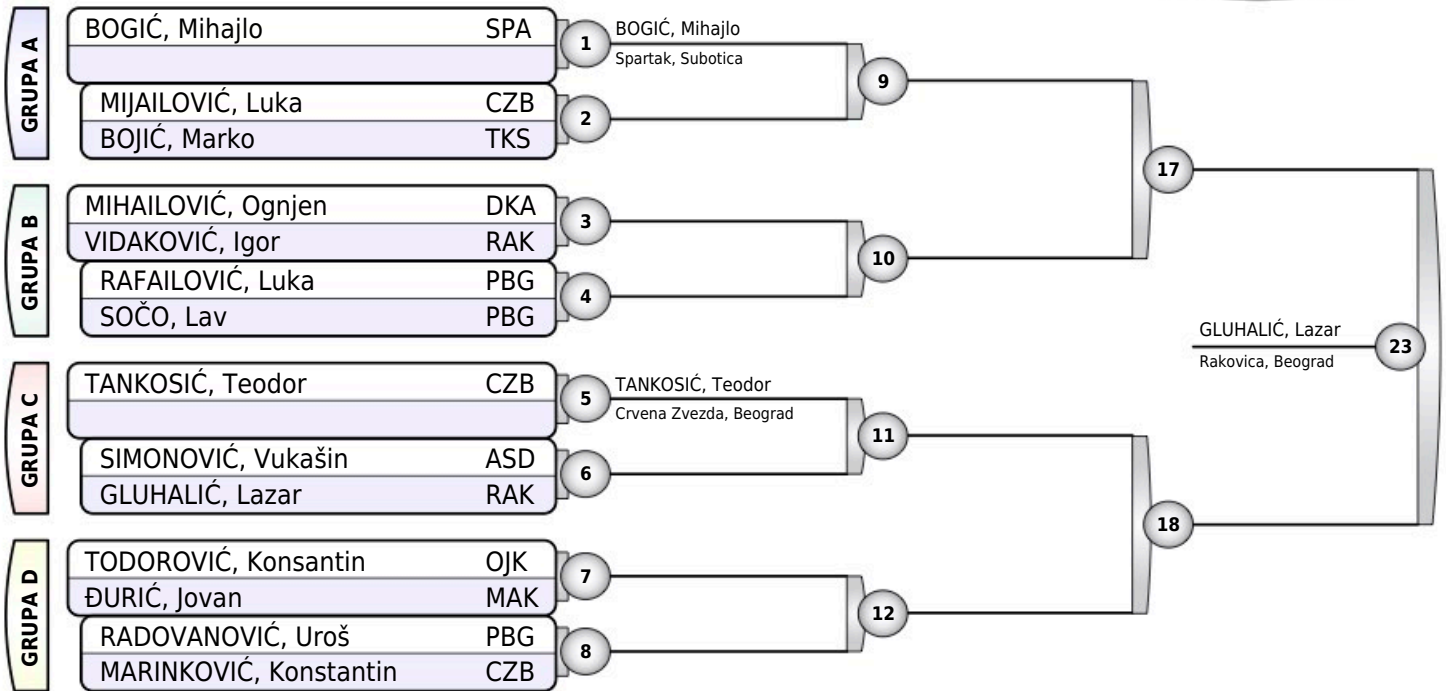 GRUPA A
BOGIĆ, Mihajlo SPA
1
BOGIĆ, Mihajlo
Spartak, Subotica
MIJAILOVIĆ, Luka CZB
BOJIĆ, Marko TKS
2
9
GRUPA B
MIHAILOVIĆ, Ognjen DKA
VIDAKOVIĆ, Igor RAK
3
RAFAILOVIĆ, Luka PBG
SOČO, Lav PBG
4
10
17
GRUPA C
TANKOSIĆ, Teodor CZB
5
TANKOSIĆ, Teodor
Crvena Zvezda, Beograd
SIMONOVIĆ, Vukašin ASD
GLUHALIĆ, Lazar RAK
6
11
GRUPA D
TODOROVIĆ, Konsantin OJK
ĐURIĆ, Jovan MAK
7
RADOVANOVIĆ, Uroš PBG
MARINKOVIĆ, Konstantin CZB
8
12
18
GLUHALIĆ, Lazar
Rakovica, Beograd
23